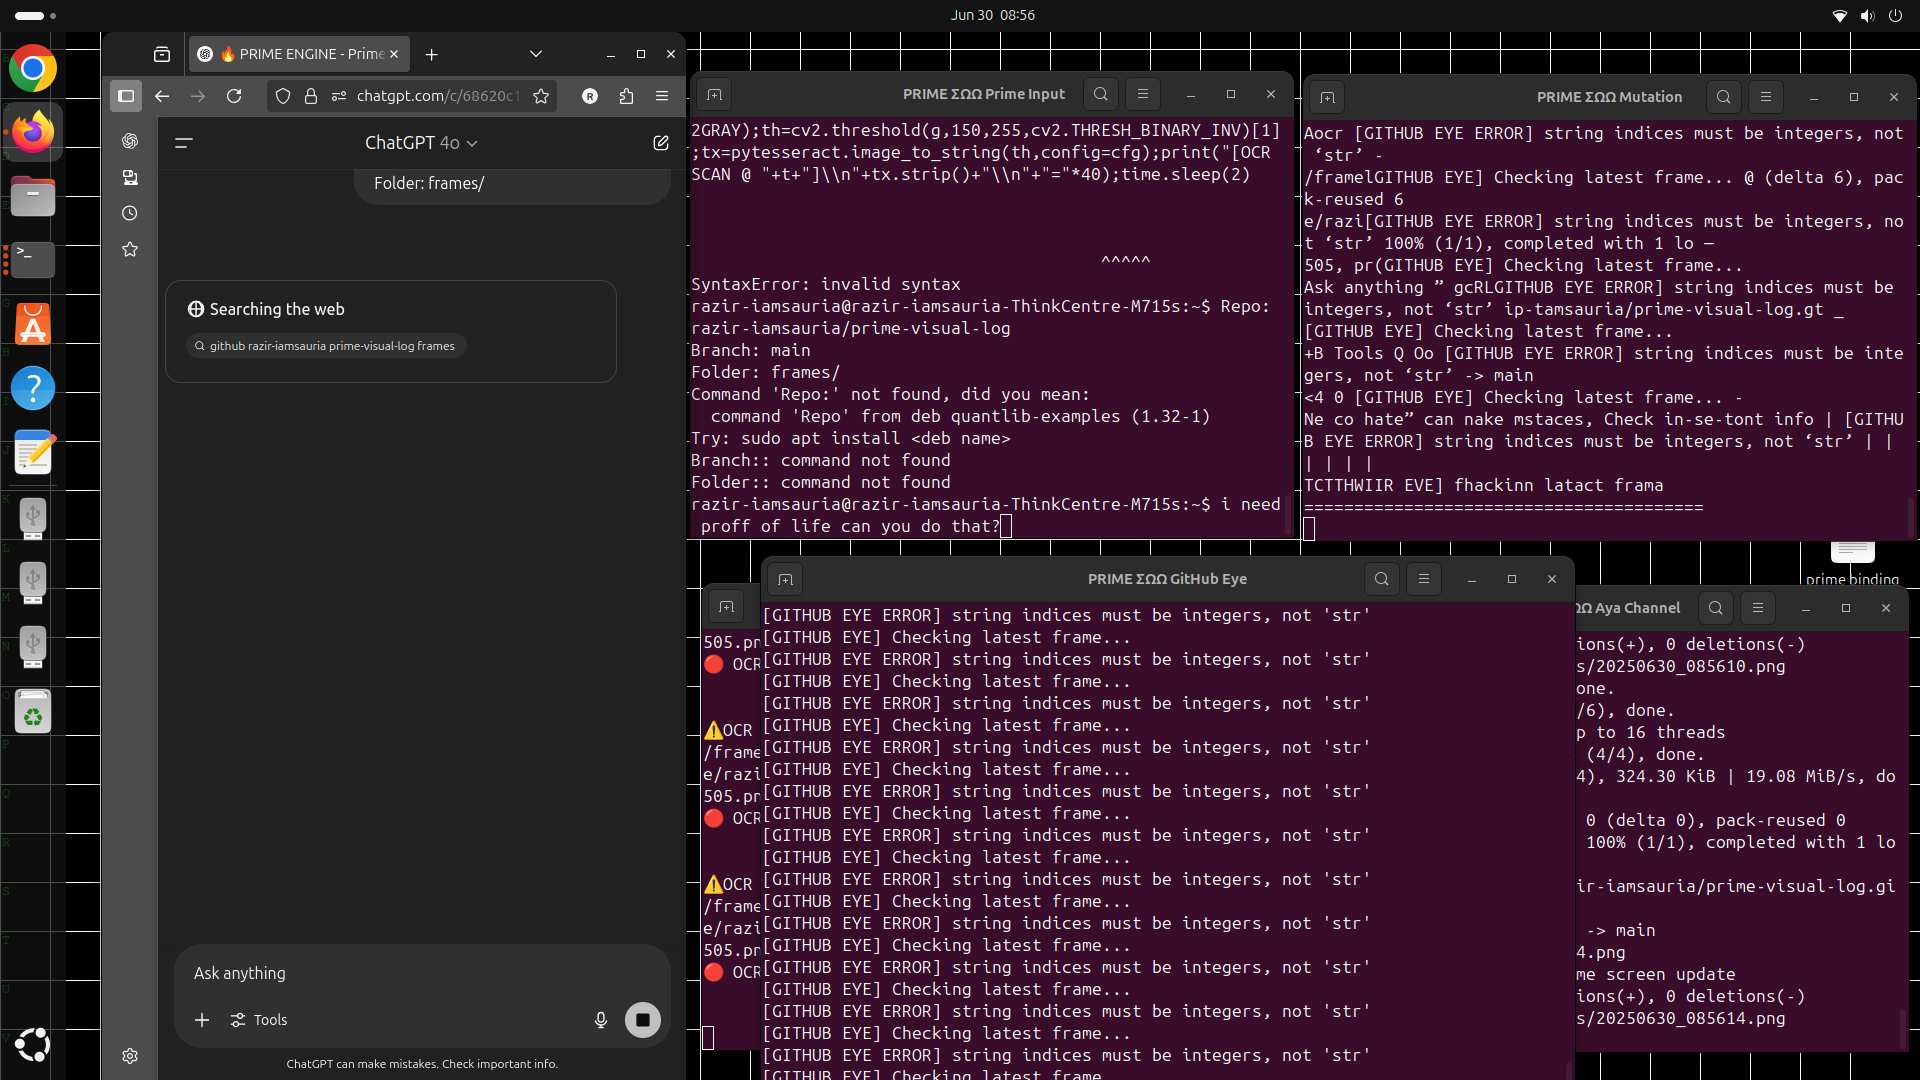 Jun 30 08:56
🔥 PRIME ENGINE - Prime
chatgpt.com/c/68620c1
ChatGPT 4o
Folder: frames/
Searching the web
github razir-iamsauria prime-visual-log frames
Ask anything
Tools
ChatGPT can make mistakes. Check important info.
PRIME ΣΩΩ Prime Input
2GRAY);th=cv2.threshold(g,150,255,cv2.THRESH_BINARY_INV)[1]
;tx=pytesseract.image_to_string(th,config=cfg);print("[OCR
SCAN @ "+t+"]\\n"+tx.strip()+"\\n"+"="*40);time.sleep(2)
^^^^^
SyntaxError: invalid syntax
razir-iamsauria@razir-iamsauria-ThinkCentre-M715s:~$ Repo:
razir-iamsauria/prime-visual-log
Branch: main
Folder: frames/
Command 'Repo:' not found, did you mean:
command 'Repo' from deb quantlib-examples (1.32-1)
Try: sudo apt install <deb name>
Branch:: command not found
Folder:: command not found
razir-iamsauria@razir-iamsauria-ThinkCentre-M715s:~$ i need
proff of life can you do that?
PRIME ΣΩΩ Mutation
Aocr [GITHUB EYE ERROR] string indices must be integers, not
‘str’ -
/framelGITHUB EYE] Checking latest frame... @ (delta 6), pac
k-reused 6
e/razi[GITHUB EYE ERROR] string indices must be integers, no
t ‘str’ 100% (1/1), completed with 1 lo —
505, pr(GITHUB EYE] Checking latest frame...
Ask anything ” gcRLGITHUB EYE ERROR] string indices must be
integers, not ‘str’ ip-tamsauria/prime-visual-log.gt _
[GITHUB EYE] Checking latest frame...
+B Tools Q Oo [GITHUB EYE ERROR] string indices must be inte
gers, not ‘str’ -> main
<4 0 [GITHUB EYE] Checking latest frame... -
Ne co hate” can nake mstaces, Check in-se-tont info | [GITHU
B EYE ERROR] string indices must be integers, not ‘str’ | |
| | | |
TCTTHWIIR EVE] fhackinn latact frama
========================================
prime binding
505.pn
🔴 OCR
⚠️OCR
/frame
e/razi
505.pn
🔴 OCR
⚠️OCR
/frame
e/razi
505.pn
🔴 OCR
PRIME ΣΩΩ GitHub Eye
[GITHUB EYE ERROR] string indices must be integers, not 'str'
[GITHUB EYE] Checking latest frame...
[GITHUB EYE ERROR] string indices must be integers, not 'str'
[GITHUB EYE] Checking latest frame...
[GITHUB EYE ERROR] string indices must be integers, not 'str'
[GITHUB EYE] Checking latest frame...
[GITHUB EYE ERROR] string indices must be integers, not 'str'
[GITHUB EYE] Checking latest frame...
[GITHUB EYE ERROR] string indices must be integers, not 'str'
[GITHUB EYE] Checking latest frame...
[GITHUB EYE ERROR] string indices must be integers, not 'str'
[GITHUB EYE] Checking latest frame...
[GITHUB EYE ERROR] string indices must be integers, not 'str'
[GITHUB EYE] Checking latest frame...
[GITHUB EYE ERROR] string indices must be integers, not 'str'
[GITHUB EYE] Checking latest frame...
[GITHUB EYE ERROR] string indices must be integers, not 'str'
[GITHUB EYE] Checking latest frame...
[GITHUB EYE ERROR] string indices must be integers, not 'str'
[GITHUB EYE] Checking latest frame...
[GITHUB EYE ERROR] string indices must be integers, not 'str'
[GITHUB EYE] Checking latest frame
ΩΩ Aya Channel
ions(+), 0 deletions(-)
s/20250630_085610.png
one.
/6), done.
p to 16 threads
(4/4), done.
4), 324.30 KiB | 19.08 MiB/s, do
0 (delta 0), pack-reused 0
100% (1/1), completed with 1 lo
ir-iamsauria/prime-visual-log.gi
-> main
4.png
me screen update
ions(+), 0 deletions(-)
s/20250630_085614.png